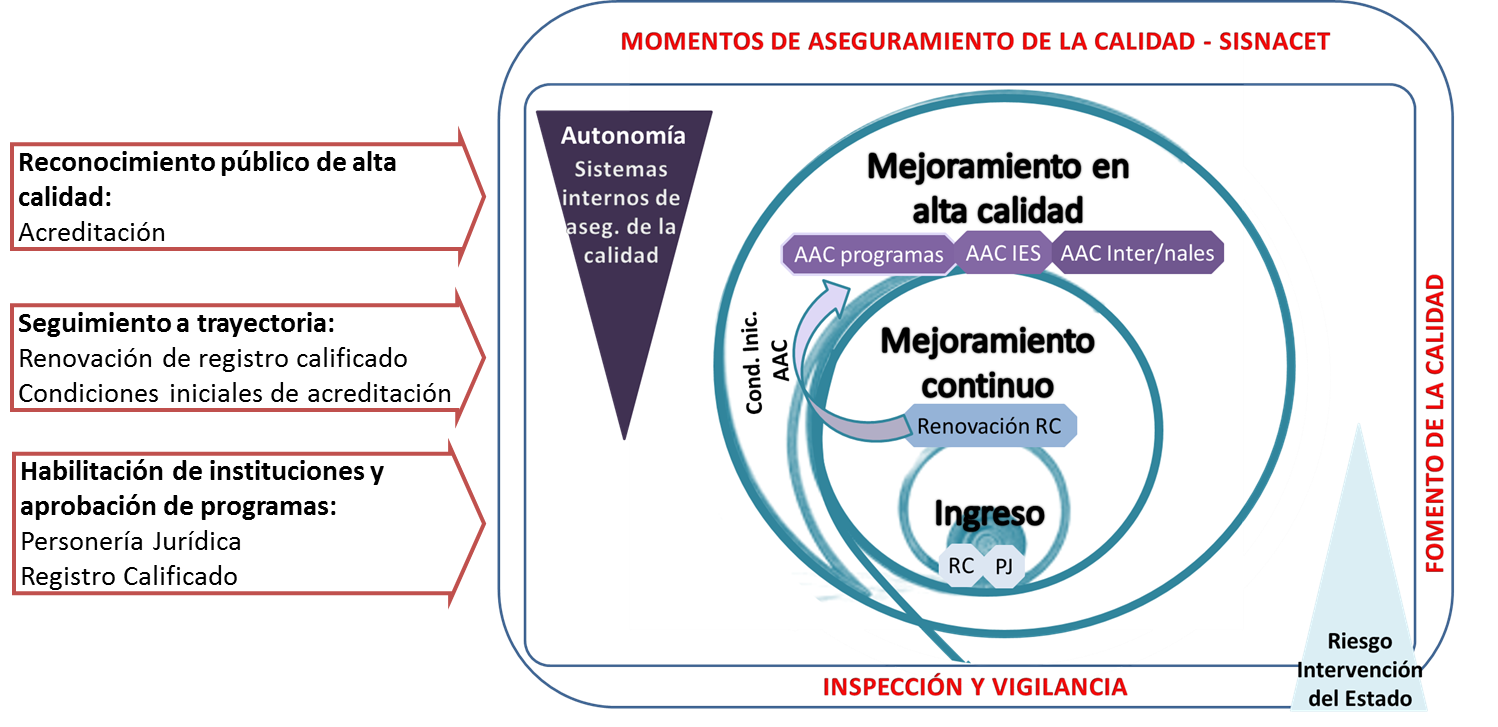 MOMENTOS DE ASEGURAMIENTO DE LA CALIDAD - SISNACET
Reconocimiento público de alta
calidad:
Acreditación
Seguimiento a trayectoria:
Renovación de registro calificado
Condiciones iniciales de acreditación
Habilitación de instituciones y
aprobación de programas:
Personería Jurídica
Registro Calificado
Autonomía
Sistemas
internos de
aseg. de la
calidad
Mejoramiento en
alta calidad
AAC programas
AAC IES
AAC Inter/nales
Cond. Inic.
AAC
Mejoramiento
continuo
Renovación RC
Ingreso
RC
PJ
FOMENTO DE LA CALIDAD
Riesgo
Intervención
del Estado
INSPECCIÓN Y VIGILANCIA